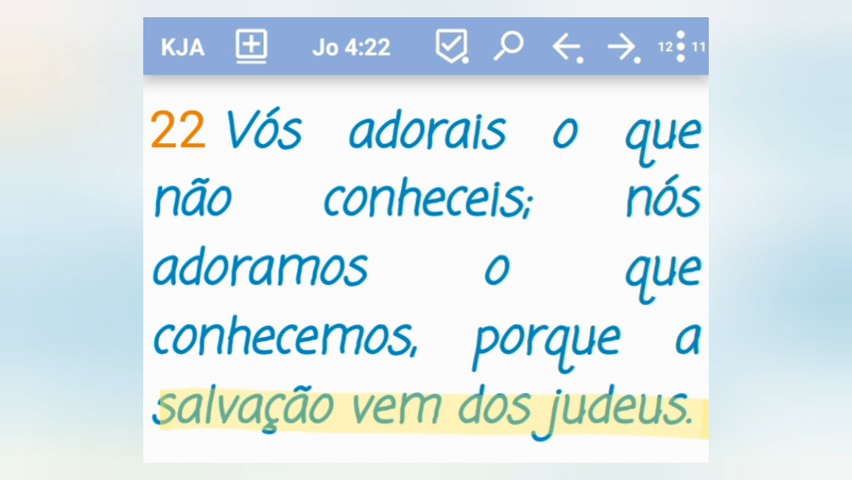 KJA Jo 4:22 12 11
22 Vós adorais o que
não conheceis; nós
adoramos o que
conhecemos, porque a
salvação vem dos judeus.